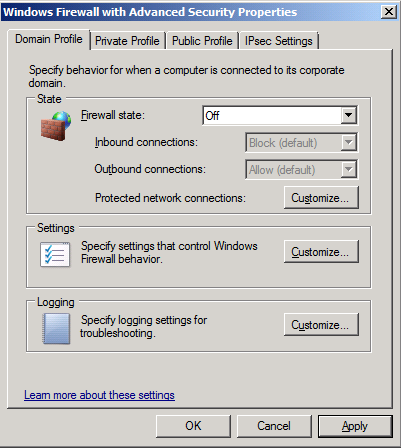 Windows Firewall with Advanced Security Properties
Domain Profile Private Profile Public Profile IPsec Settings
Specify behavior for when a computer is connected to its corporate
domain.
State
Firewall state: Off
Inbound connections: Block (default)
Outbound connections: Allow (default)
Protected network connections: Customize...
Settings
Specify settings that control Windows
Firewall behavior.
Customize...
Logging
Specify logging settings for
troubleshooting.
Customize...
Learn more about these settings
OK Cancel Apply